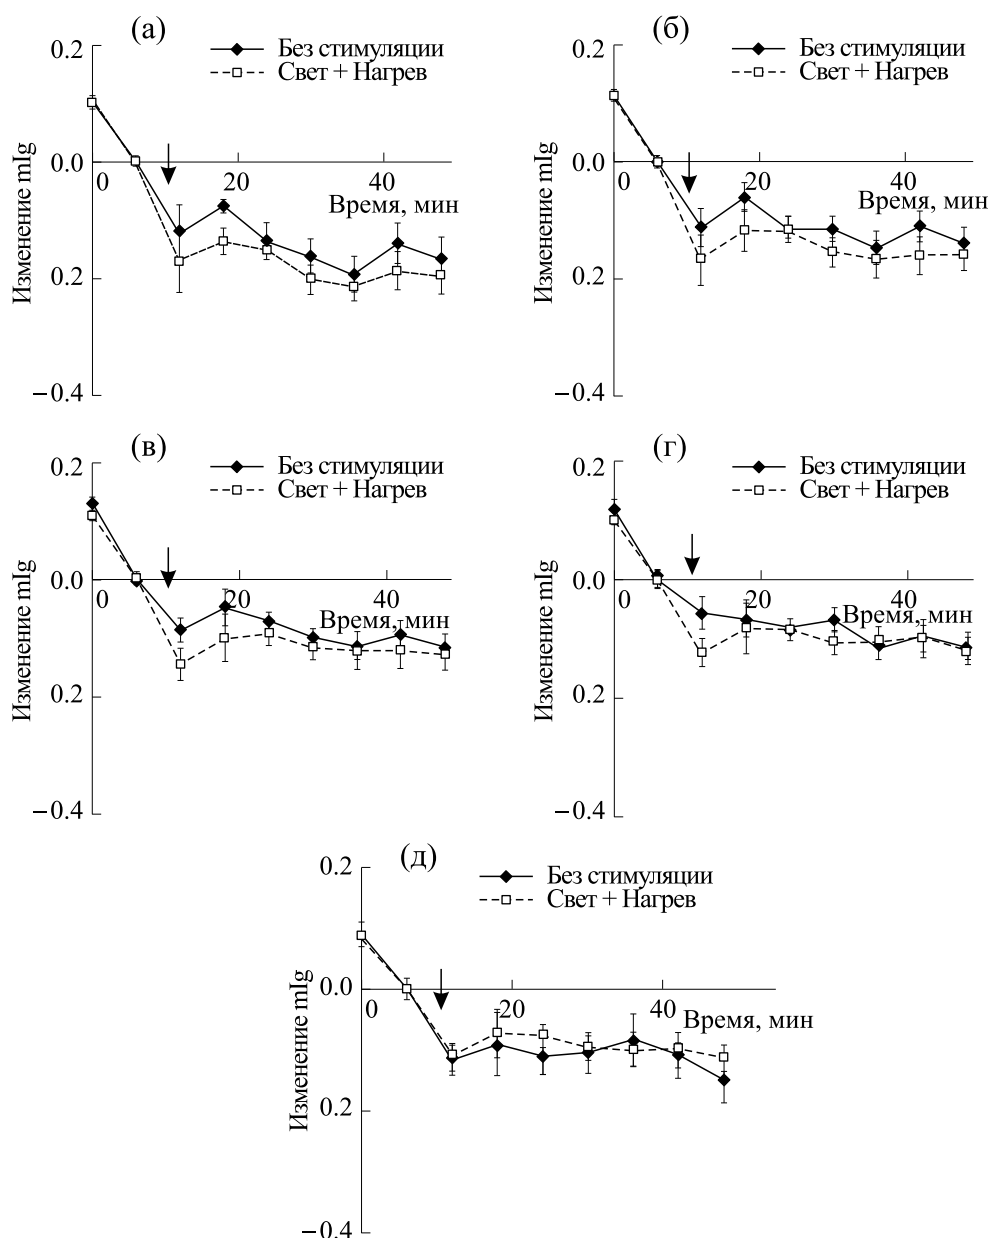 (а)
0.2
Без стимуляции
Свет + Нагрев
0.0
0
20
40
Время, мин
0.2
−0.4
Изменение mlg
(б)
0.2
Без стимуляции
Свет + Нагрев
0.0
0
20
40
Время, мин
0.2
−0.4
Изменение mlg
(в)
0.2
Без стимуляции
Свет + Нагрев
0.0
0
20
40
Время, мин
0.2
−0.4
Изменение mlg
(г)
0.2
Без стимуляции
Свет + Нагрев
0.0
0
20
40
Время, мин
0.2
−0.4
Изменение mlg
(д)
0.2
Без стимуляции
Свет + Нагрев
0.0
0
20
40
Время, мин
0.2
−0.4
Изменение mlg